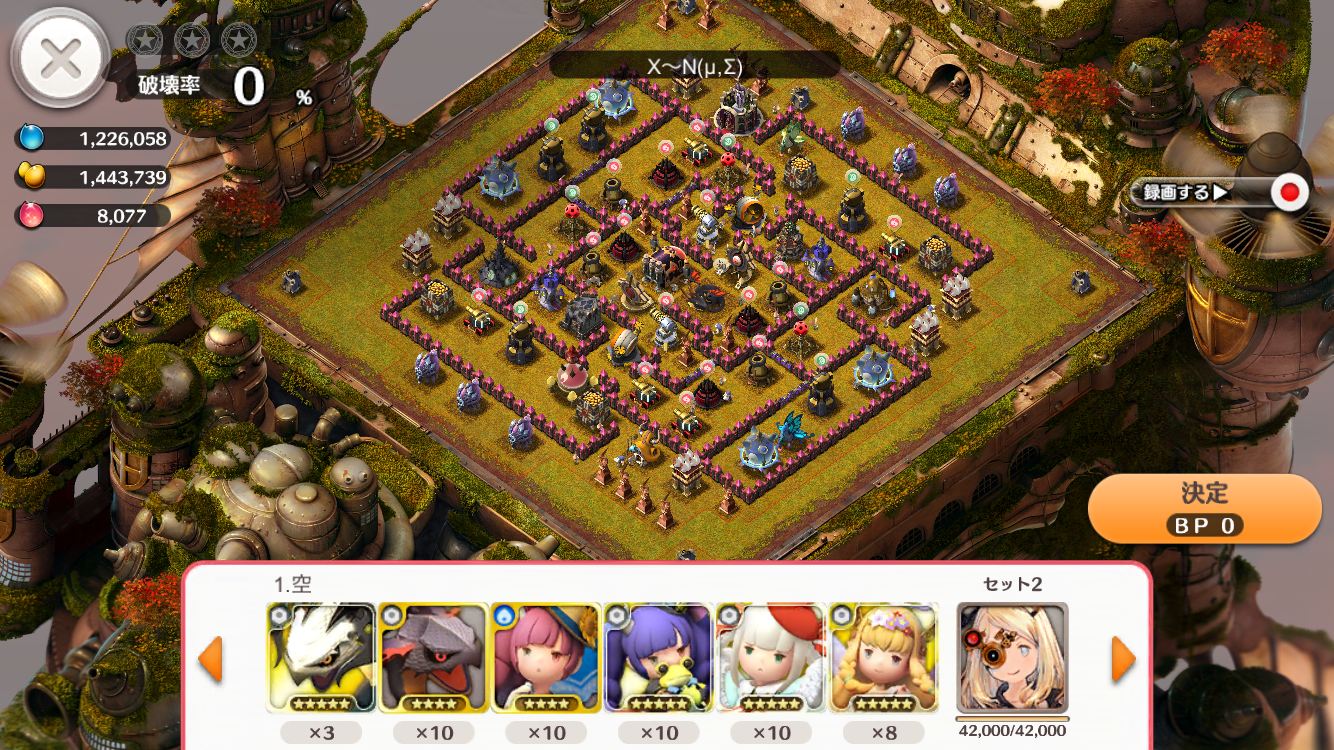 破壊率 0 %
X～N(μ,Σ)
1,226,058
1,443,739
8,077
録画する▶
決定
BP 0
1.空
セット2
×3
×10
×10
×10
×10
×8
42,000/42,000